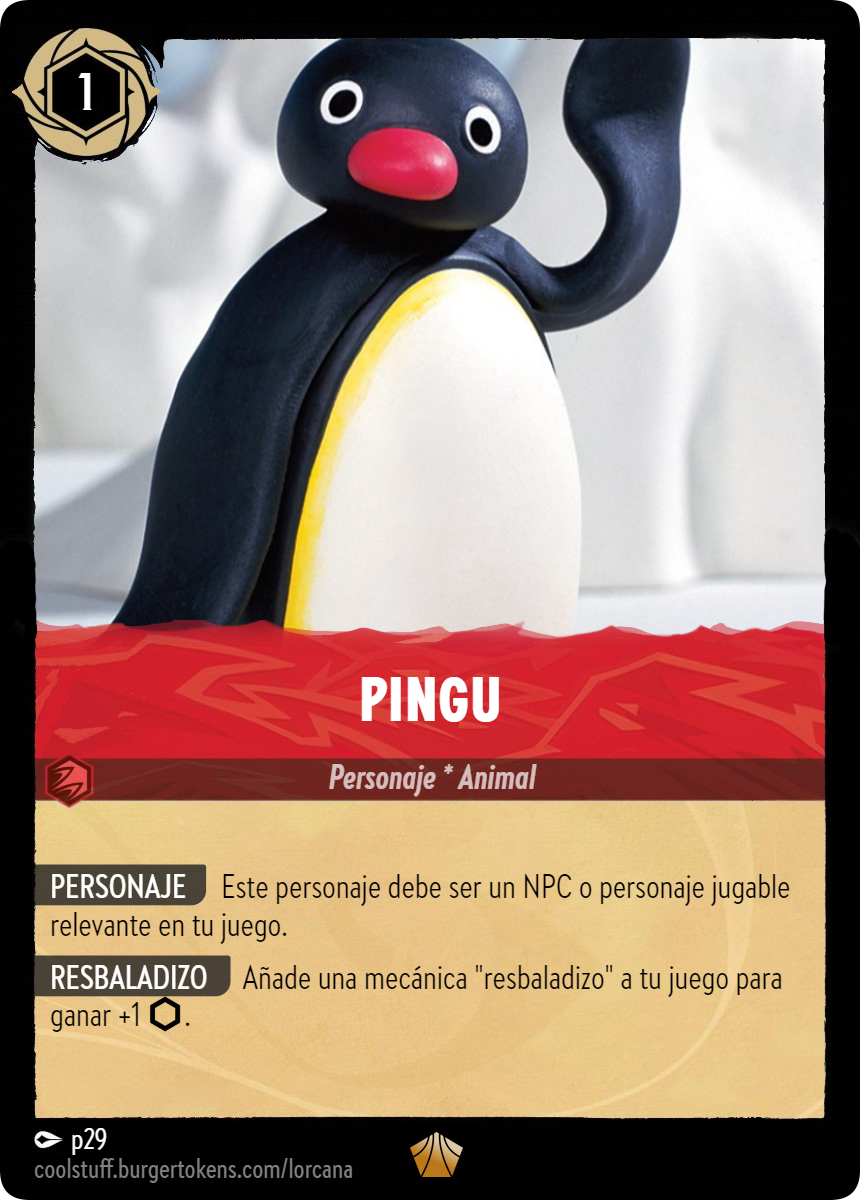 1
PINGU
Personaje * Animal
PERSONAJE Este personaje debe ser un NPC o personaje jugable
relevante en tu juego.
RESBALADIZO Añade una mecánica "resbaladizo" a tu juego para
ganar +1 ⬡.
p29
coolstuff.burgertokens.com/lorcana